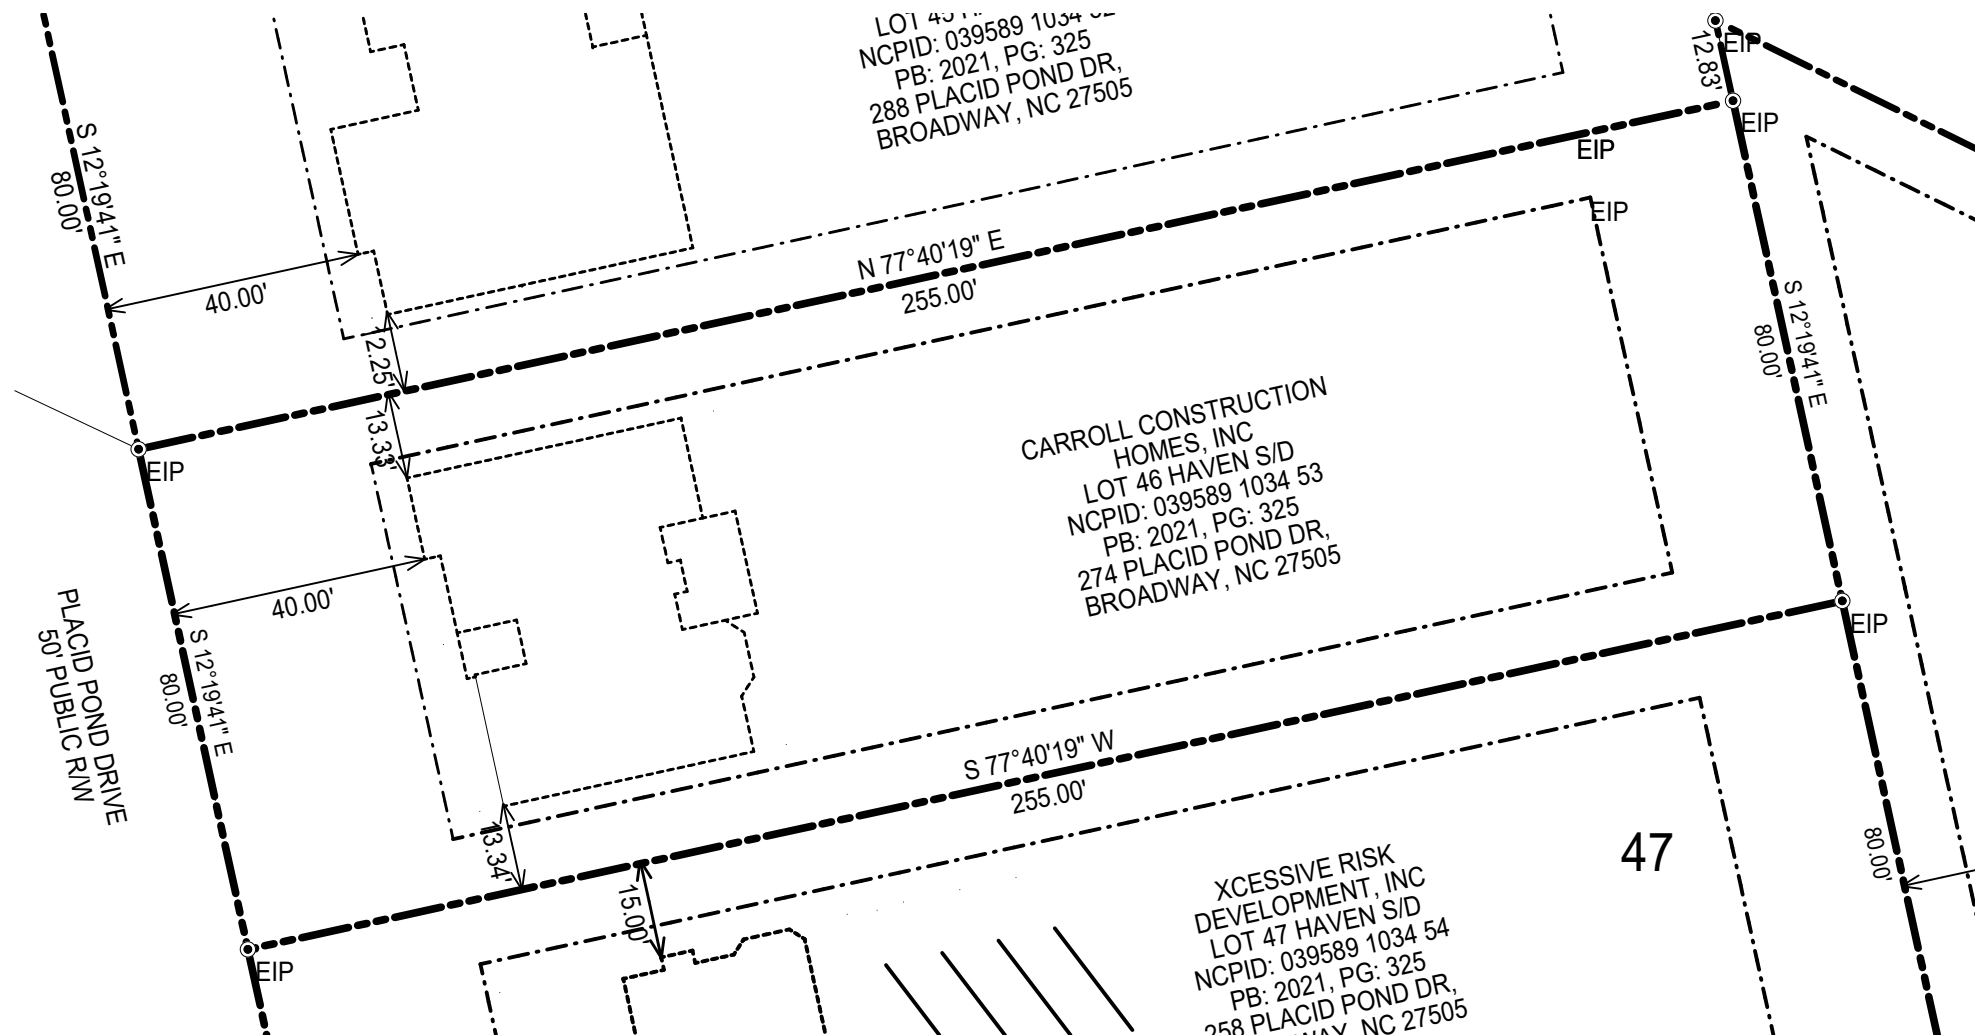 LOT 45
NCPID: 039589 1034 52
PB: 2021, PG: 325
288 PLACID POND DR,
BROADWAY, NC 27505
EIP
12.83'
EIP
EIP
EIP
S 12°19'41" E
80.00'
40.00'
12.25'
N 77°40'19" E
255.00'
S 12°19'41" E
80.00'
13.33'
EIP
CARROLL CONSTRUCTION
HOMES, INC
LOT 46 HAVEN S/D
NCPID: 039589 1034 53
PB: 2021, PG: 325
274 PLACID POND DR,
BROADWAY, NC 27505
40.00'
PLACID POND DRIVE
50' PUBLIC R/W
S 12°19'41" E
80.00'
EIP
S 77°40'19" W
255.00'
13.34'
15.00'
EIP
47
80.00'
XCESSIVE RISK
DEVELOPMENT, INC
LOT 47 HAVEN S/D
NCPID: 039589 1034 54
PB: 2021, PG: 325
258 PLACID POND DR,
NC 27505